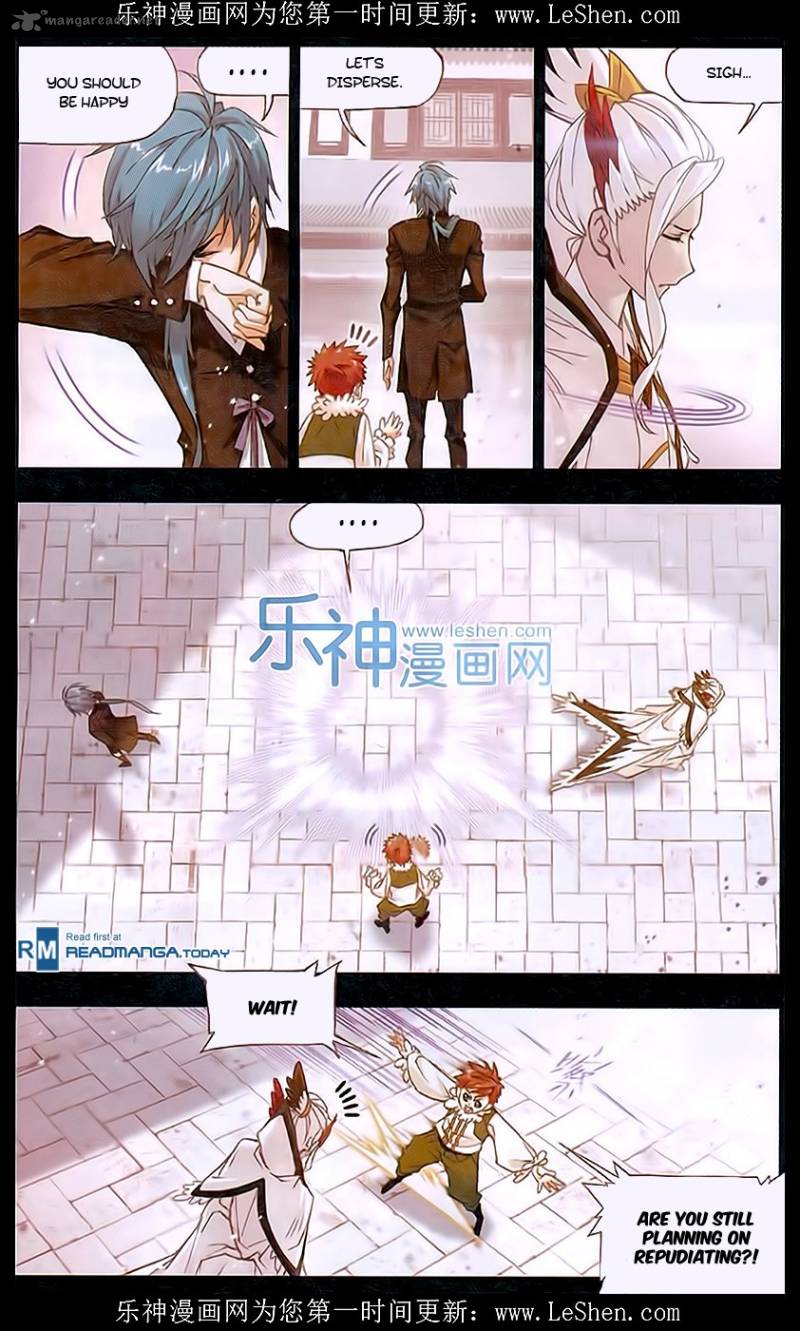 乐神漫画网为您第一时间更新：www.LeShen.com
mangareader.net
YOU SHOULD
BE HAPPY
....
LET'S
DISPERSE.
SIGH...
....
乐神漫画网
www.leshen.com
RM
Read first at
READMANGA.TODAY
WAIT!
ARE YOU STILL
PLANNING ON
REPUDIATING?!
乐神漫画网为您第一时间更新：www.LeShen.com